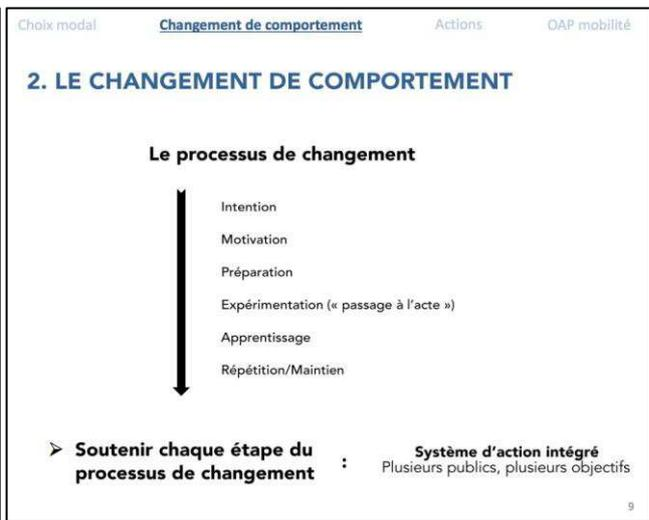 Choix modal Changement de comportement Actions OAP mobilité
2. LE CHANGEMENT DE COMPORTEMENT
Le processus de changement
Intention
Motivation
Préparation
Expérimentation (« passage à l’acte »)
Apprentissage
Répétition/Maintien
➢ Soutenir chaque étape du
processus de changement
:
Système d’action intégré
Plusieurs publics, plusieurs objectifs
9